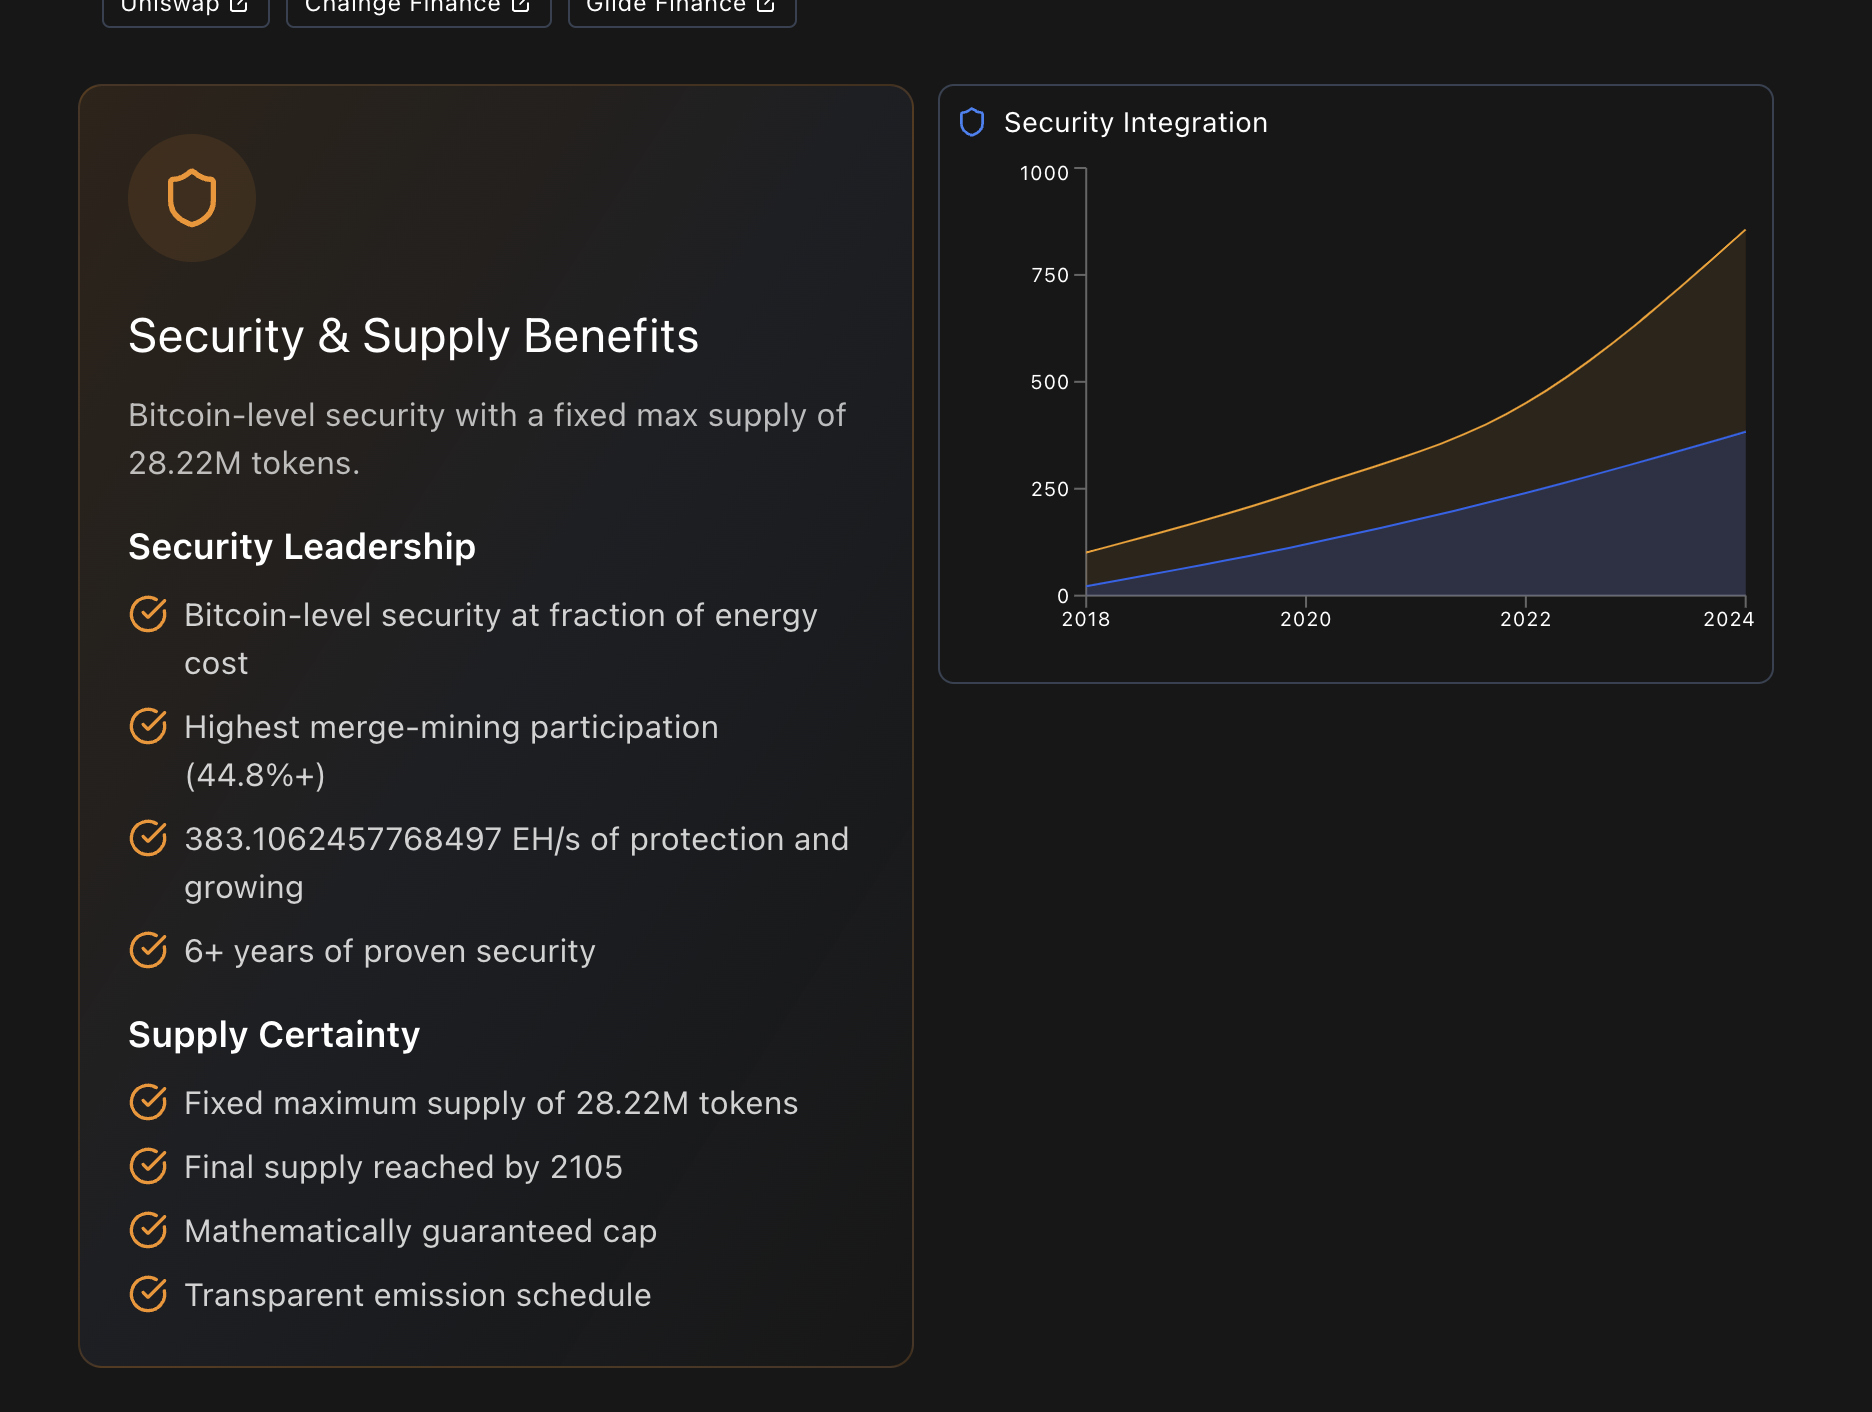 Uniswap
Chainge Finance
Glide Finance
Security & Supply Benefits
Bitcoin-level security with a fixed max supply of
28.22M tokens.
Security Leadership
Bitcoin-level security at fraction of energy
cost
Highest merge-mining participation
(44.8%+)
383.1062457768497 EH/s of protection and
growing
6+ years of proven security
Supply Certainty
Fixed maximum supply of 28.22M tokens
Final supply reached by 2105
Mathematically guaranteed cap
Transparent emission schedule
Security Integration
1000
750
500
250
0
2018
2020
2022
2024